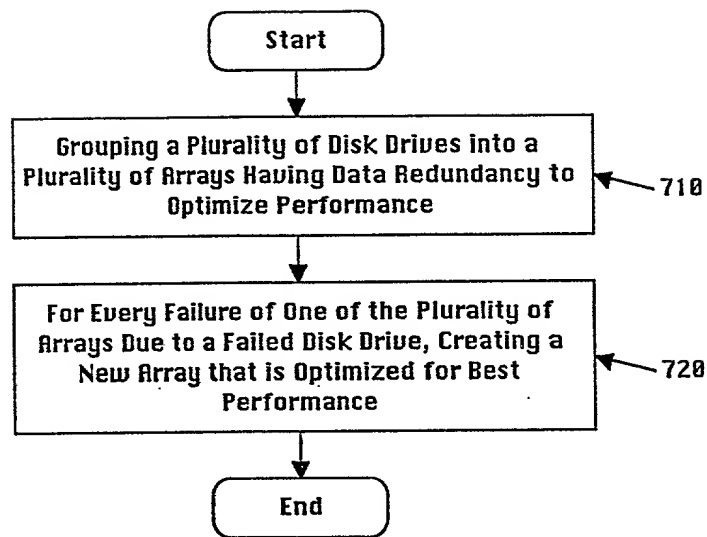 Start
Grouping a Plurality of Disk Drives into a
Plurality of Arrays Having Data Redundancy to
Optimize Performance
710
For Every Failure of One of the Plurality of
Arrays Due to a Failed Disk Drive, Creating a
New Array that is Optimized for Best
Performance
720
End